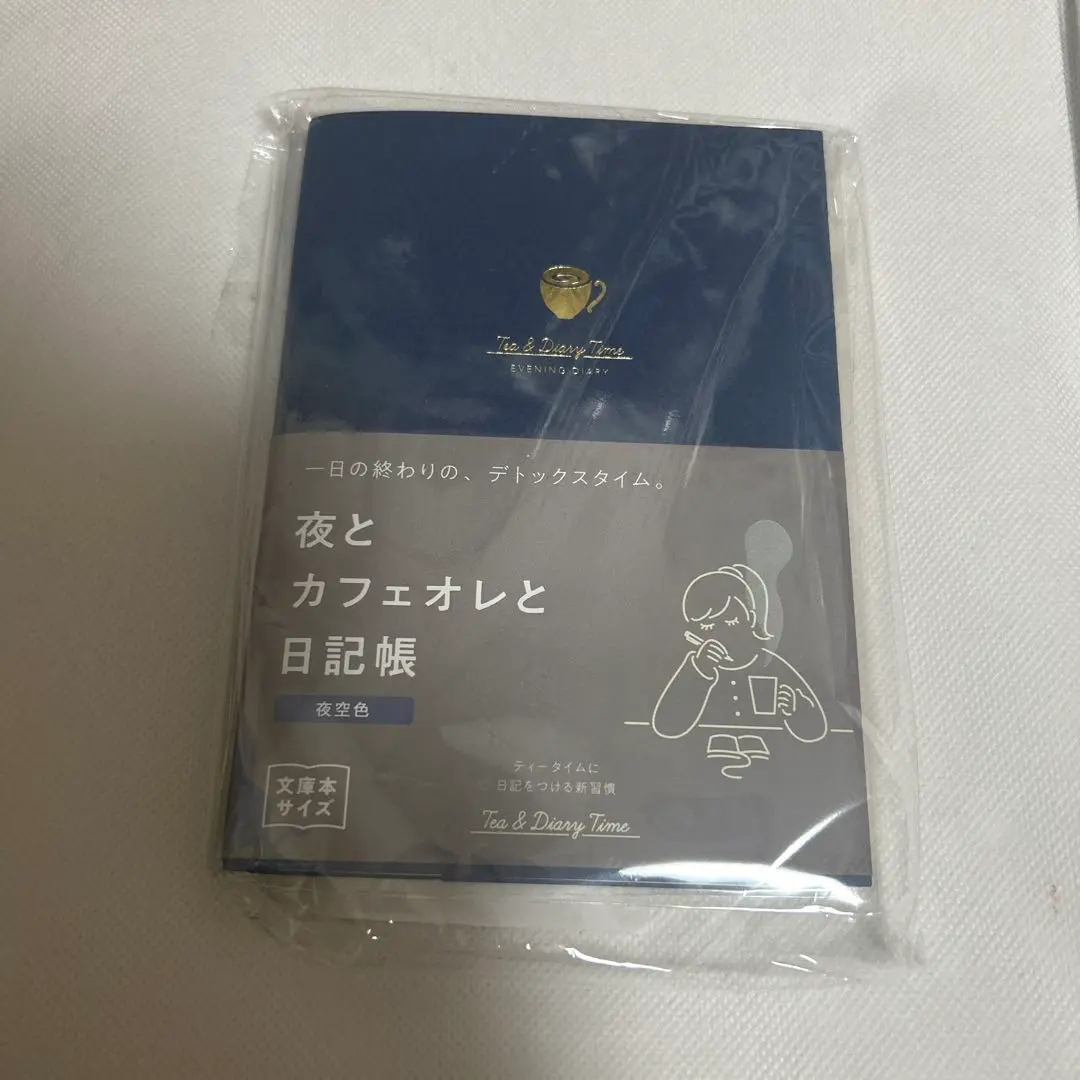 Tea & Diary Time
EVENING DIARY
一日の終わりの、デトックスタイム。
夜と
カフェオレと
日記帳
夜空色
文庫本
サイズ
ティータイムに
日記をつける新習慣
Tea & Diary Time